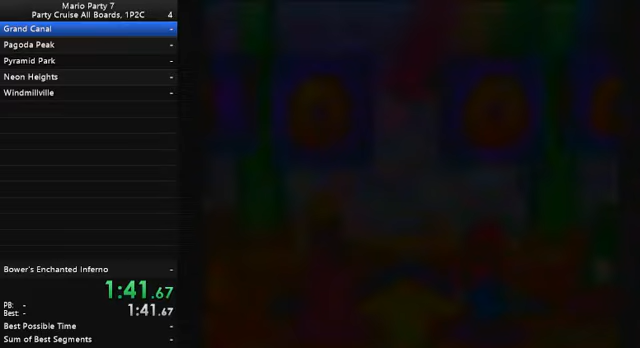 Mario Party 7
Party Cruise All Boards, 1P2C 4
Grand Canal -
Pagoda Peak -
Pyramid Park -
Neon Heights -
Windmillville -
Bower's Enchanted Inferno -
1:41.67
PB: -
Best: - 1:41.67
Best Possible Time -
Sum of Best Segments -